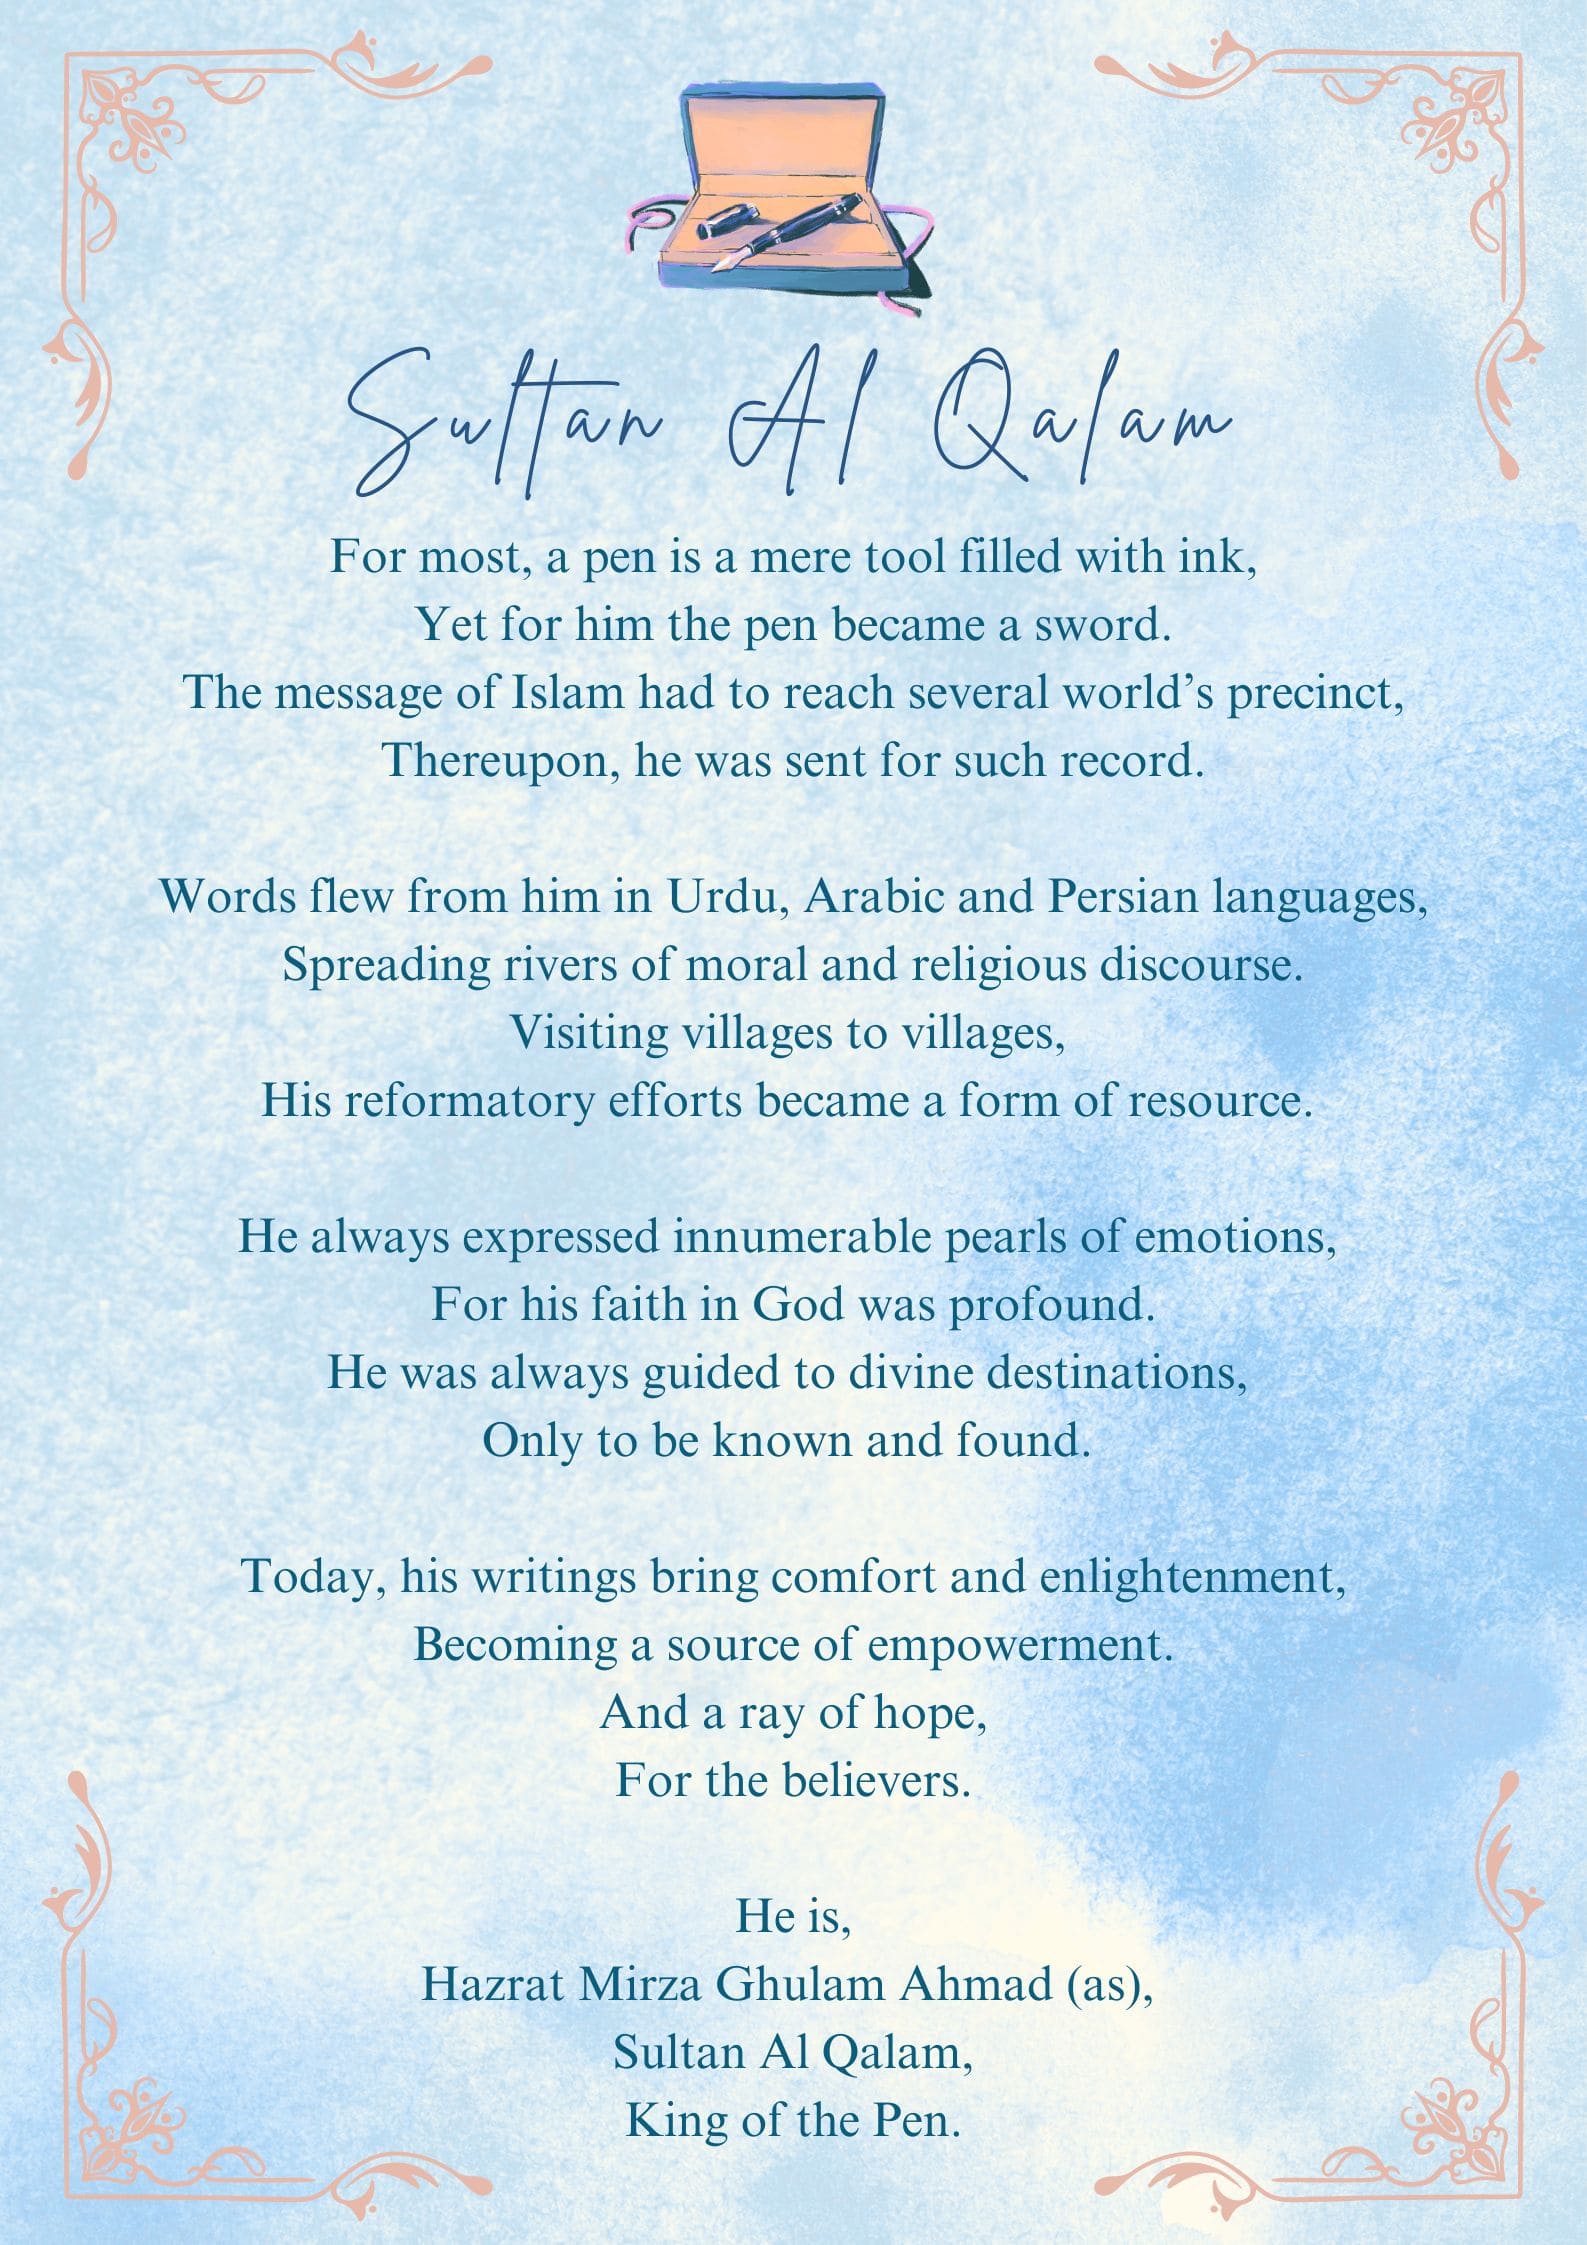 Sultan Al Qalam
For most, a pen is a mere tool filled with ink,
Yet for him the pen became a sword.
The message of Islam had to reach several world’s precinct,
Thereupon, he was sent for such record.
Words flew from him in Urdu, Arabic and Persian languages,
Spreading rivers of moral and religious discourse.
Visiting villages to villages,
His reformatory efforts became a form of resource.
He always expressed innumerable pearls of emotions,
For his faith in God was profound.
He was always guided to divine destinations,
Only to be known and found.
Today, his writings bring comfort and enlightenment,
Becoming a source of empowerment.
And a ray of hope,
For the believers.
He is,
Hazrat Mirza Ghulam Ahmad (as),
Sultan Al Qalam,
King of the Pen.